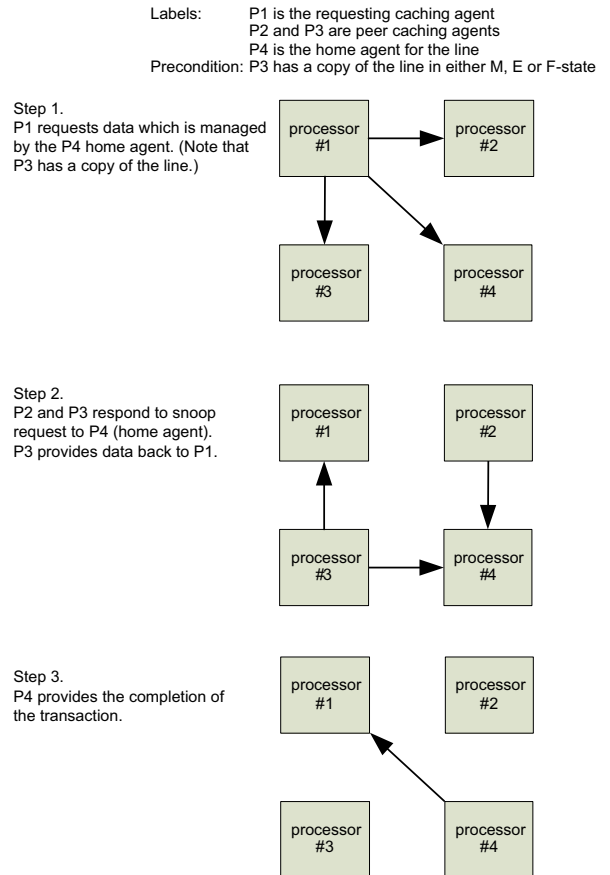 Labels: P1 is the requesting caching agent
P2 and P3 are peer caching agents
P4 is the home agent for the line
Precondition: P3 has a copy of the line in either M, E or F-state
Step 1.
P1 requests data which is managed
by the P4 home agent. (Note that
P3 has a copy of the line.)
processor
#1
processor
#2
processor
#3
processor
#4
Step 2.
P2 and P3 respond to snoop
request to P4 (home agent).
P3 provides data back to P1.
processor
#1
processor
#2
processor
#3
processor
#4
Step 3.
P4 provides the completion of
the transaction.
processor
#1
processor
#2
processor
#3
processor
#4